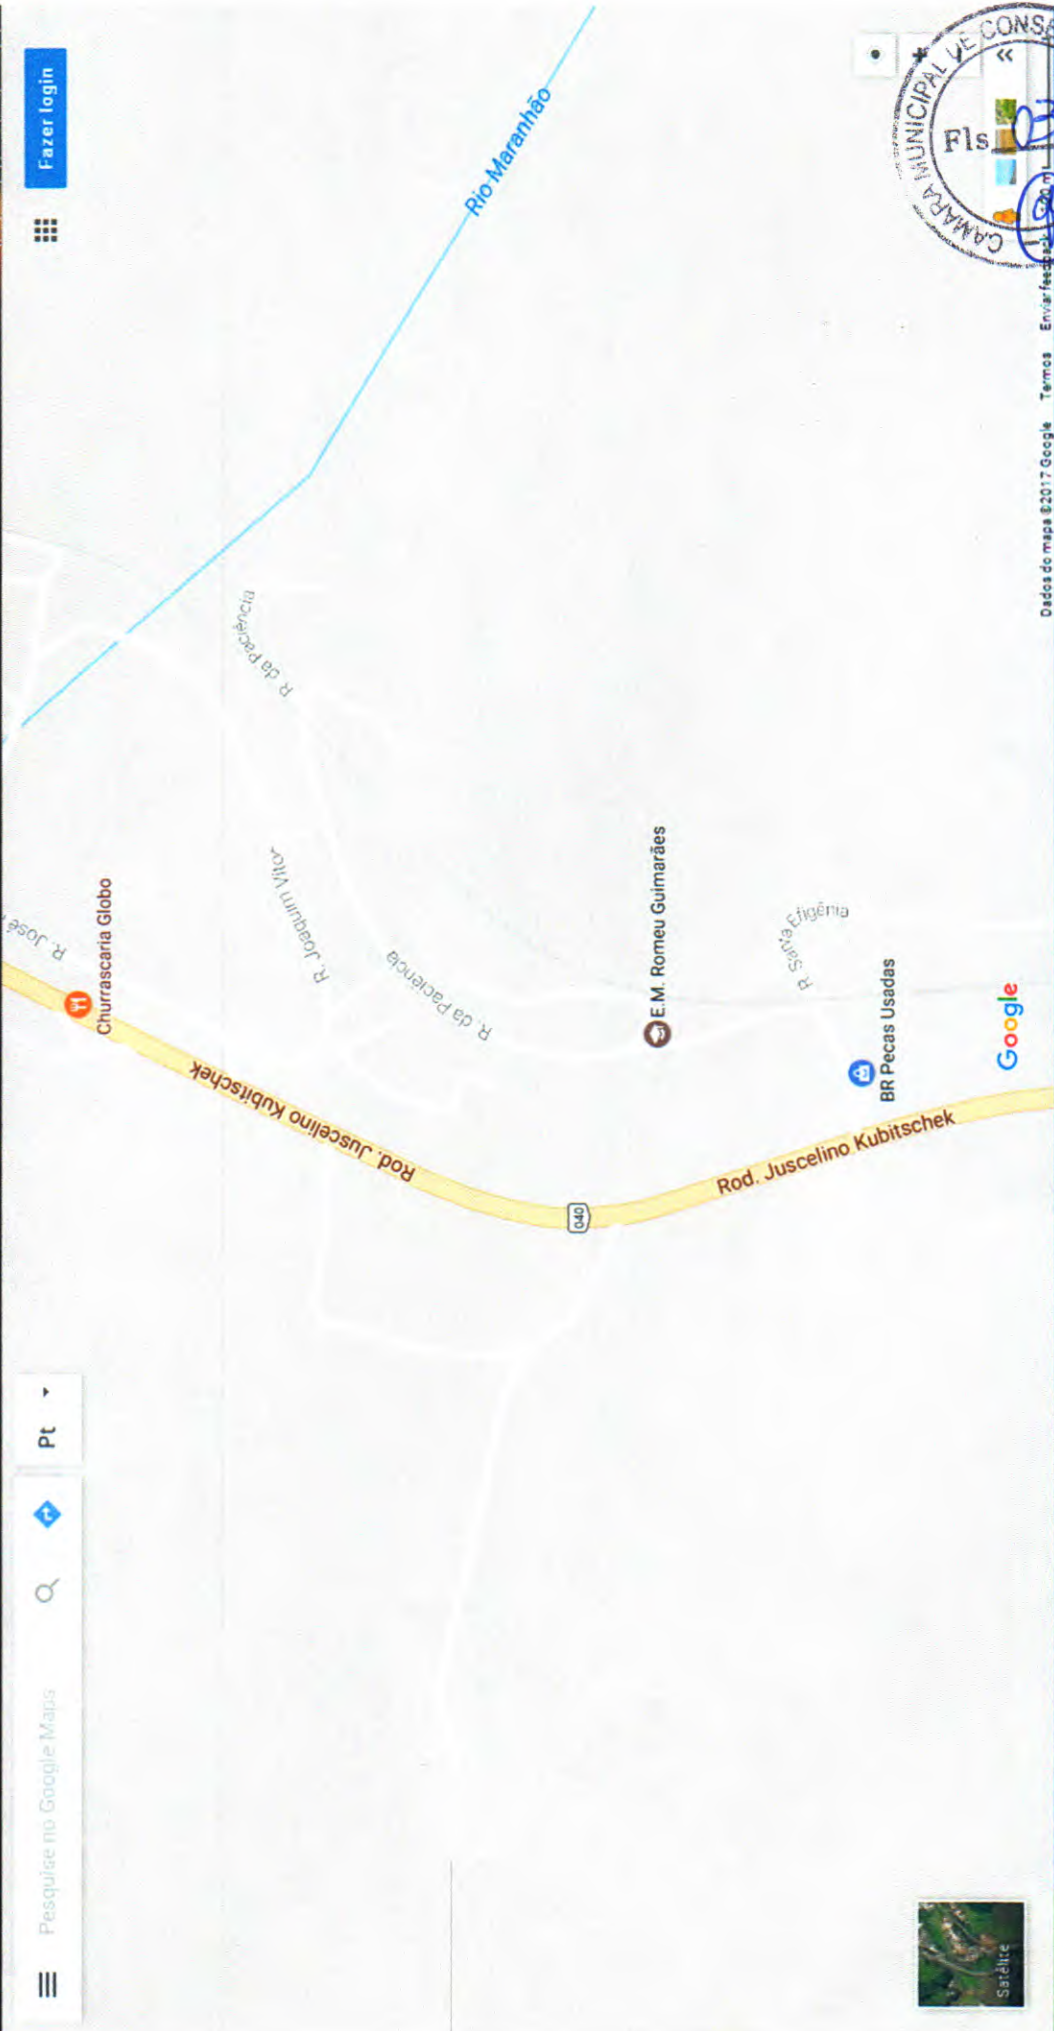 Pesquise no Google Maps
Pt
Fazer login
R. José
Churrascaria Globo
Rod. Juscelino Kubitschek
R. Joaquim Vitor
R. da Paciência
R. da Paciência
Rio Maranhão
040
E.M. Romeu Guimarães
Rod. Juscelino Kubitschek
R. Santa Efigênia
BR Pecas Usadas
Satélite
Google
CAMARA MUNICIPAL DE CONS
Fls
Dados do mapa ©2017 Google Termos Enviar feedback